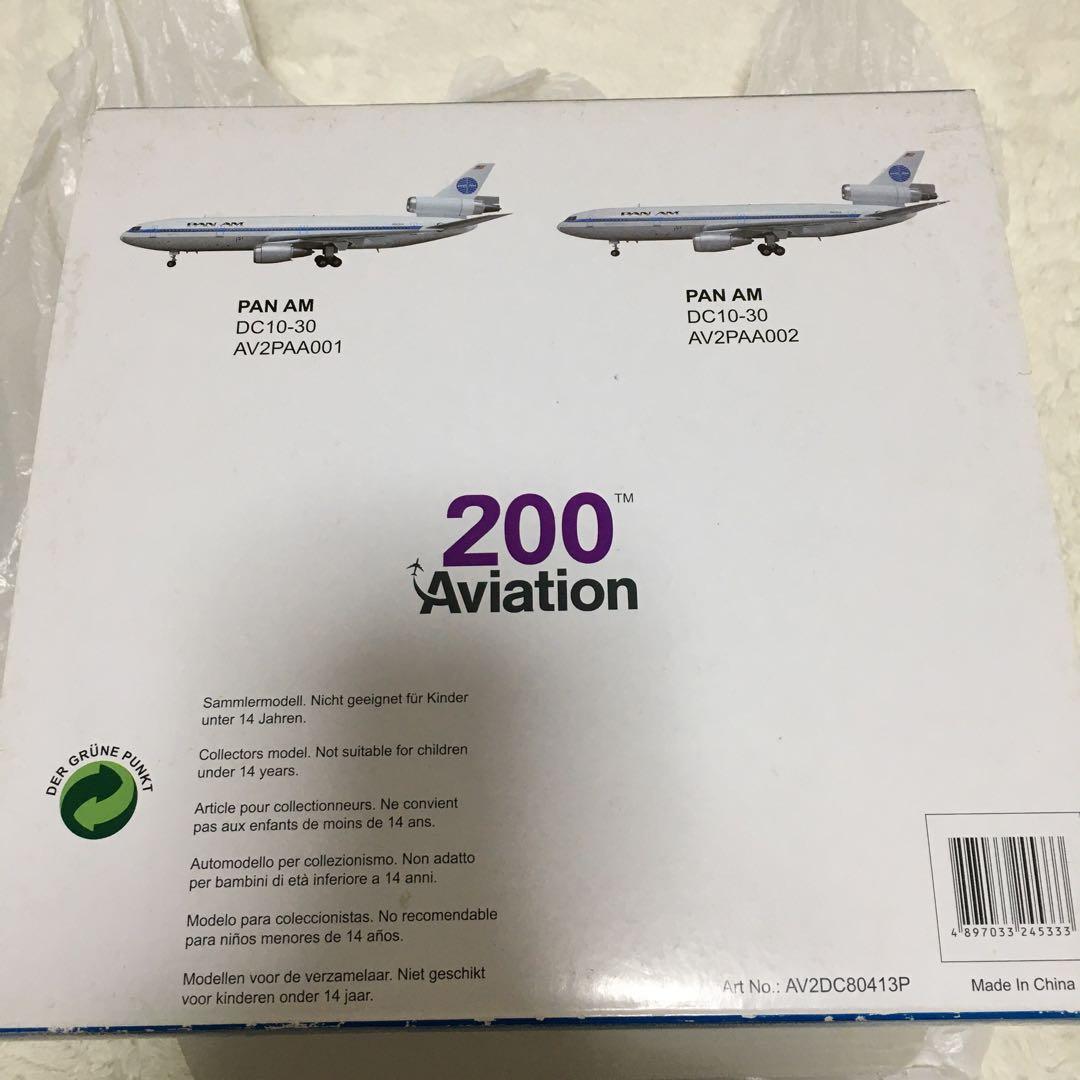 PAN AM
PAN AM
PAN AM
DC10-30
AV2PAA001
PAN AM
DC10-30
AV2PAA002
200™
Aviation
Sammlermodell. Nicht geeignet für Kinder
unter 14 Jahren.
Collectors model. Not suitable for children
under 14 years.
Article pour collectionneurs. Ne convient
pas aux enfants de moins de 14 ans.
Automodello per collezionismo. Non adatto
per bambini di età inferiore a 14 anni.
Modelo para coleccionistas. No recomendable
para niños menores de 14 años.
Modellen voor de verzamelaar. Niet geschikt
voor kinderen onder 14 jaar.
DER GRÜNE PUNKT
4 897033 245333
Art No.: AV2DC80413P
Made In China